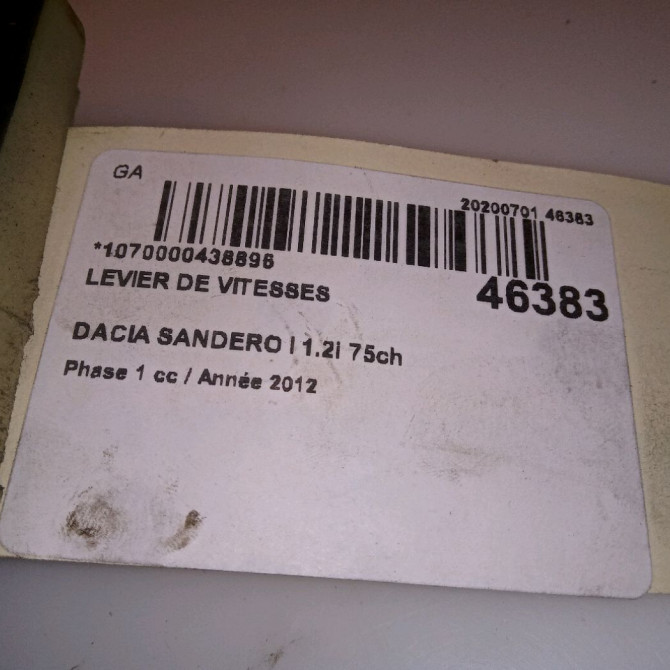 GA
20200701 46383
*1070000438896
46383
LEVIER DE VITESSES
DACIA SANDERO I 1.2i 75ch
Phase 1 cc / Année 2012